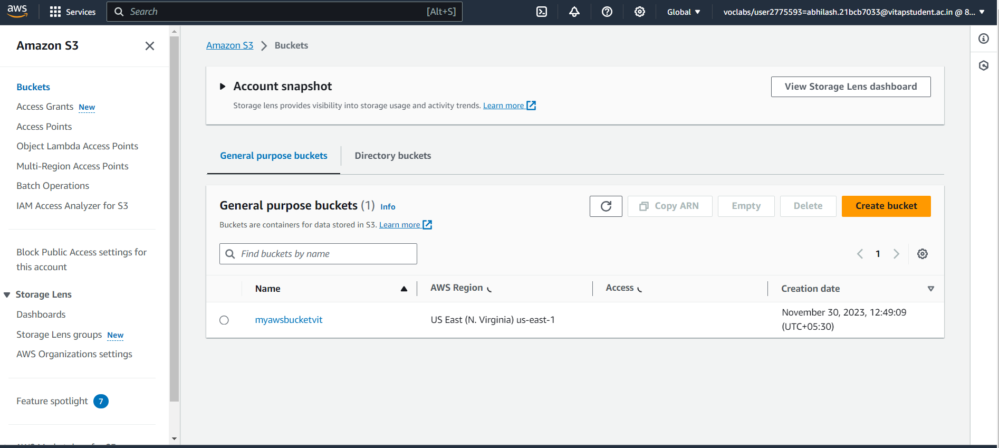 aws
Services
Search
[Alt+S]
Global
voclabs/user2775593=abhilash.21bcb7033@vitapstudent.ac.in @ 8...
Amazon S3
Buckets
Access Grants New
Access Points
Object Lambda Access Points
Multi-Region Access Points
Batch Operations
IAM Access Analyzer for S3
Block Public Access settings for
this account
Storage Lens
Dashboards
Storage Lens groups New
AWS Organizations settings
Feature spotlight 7
Amazon S3 Buckets
Account snapshot
View Storage Lens dashboard
Storage lens provides visibility into storage usage and activity trends. Learn more
General purpose buckets
Directory buckets
General purpose buckets (1) Info
Copy ARN
Empty
Delete
Create bucket
Buckets are containers for data stored in S3. Learn more
Find buckets by name
1
Name
AWS Region
Access
Creation date
myawsbucketvit
US East (N. Virginia) us-east-1
November 30, 2023, 12:49:09
(UTC+05:30)